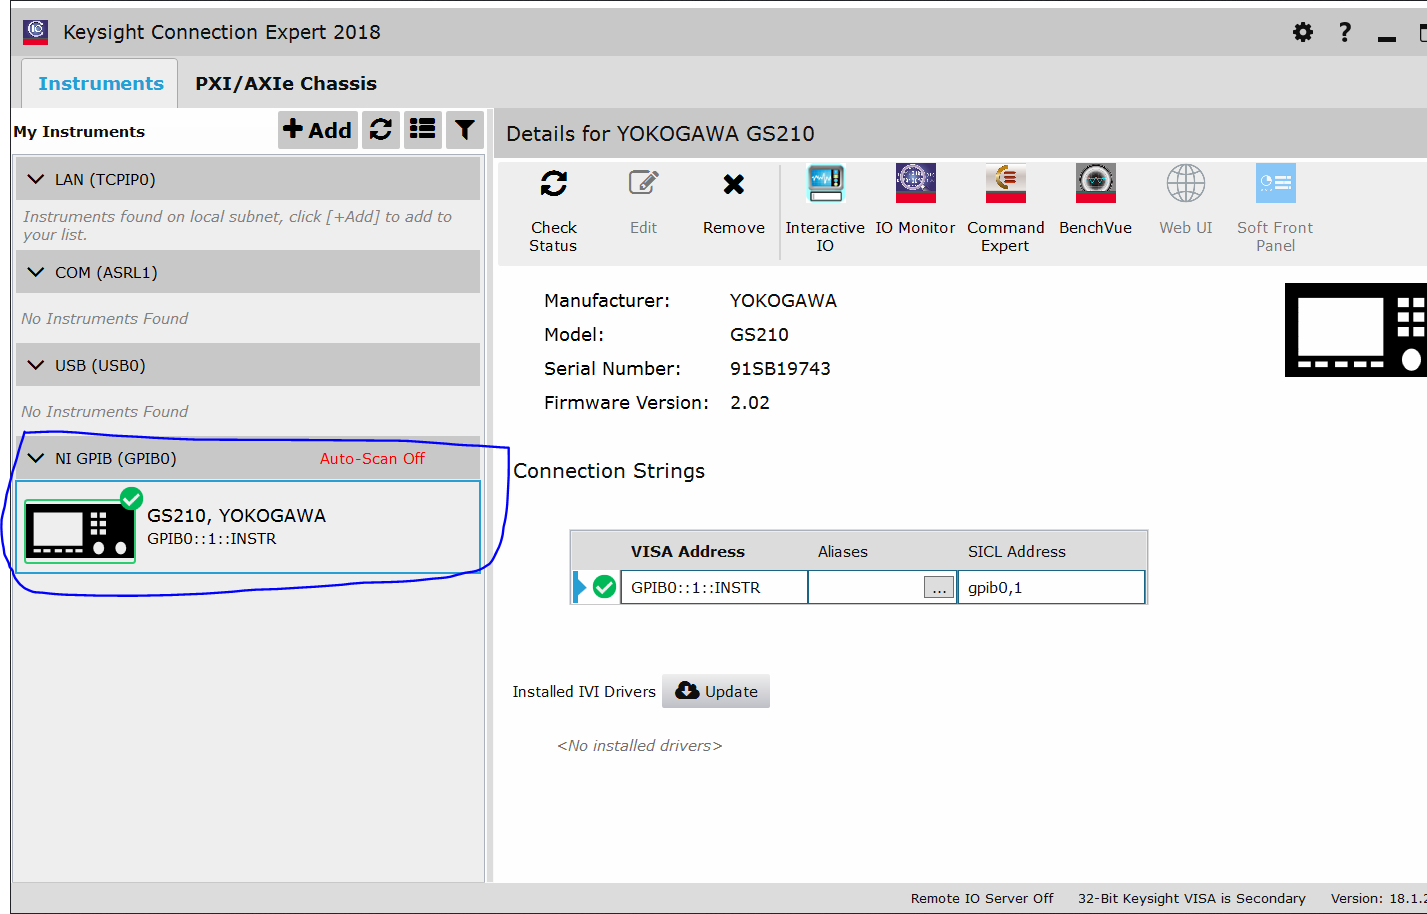 Keysight Connection Expert 2018
?
Instruments
PXI/AXIe Chassis
My Instruments
Add
LAN (TCPIP0)
Instruments found on local subnet, click [+Add] to add to
your list.
COM (ASRL1)
No Instruments Found
USB (USB0)
No Instruments Found
NI GPIB (GPIB0)
Auto-Scan Off
GS210, YOKOGAWA
GPIB0::1::INSTR
Details for YOKOGAWA GS210
Check
Status
Edit
Remove
Interactive
IO
IO Monitor
Command
Expert
BenchVue
Web UI
Soft Front
Panel
Manufacturer: YOKOGAWA
Model: GS210
Serial Number: 91SB19743
Firmware Version: 2.02
Connection Strings
VISA Address Aliases SICL Address
GPIB0::1::INSTR ... gpib0,1
Installed IVI Drivers Update
<No installed drivers>
Remote IO Server Off 32-Bit Keysight VISA is Secondary Version: 18.1.2